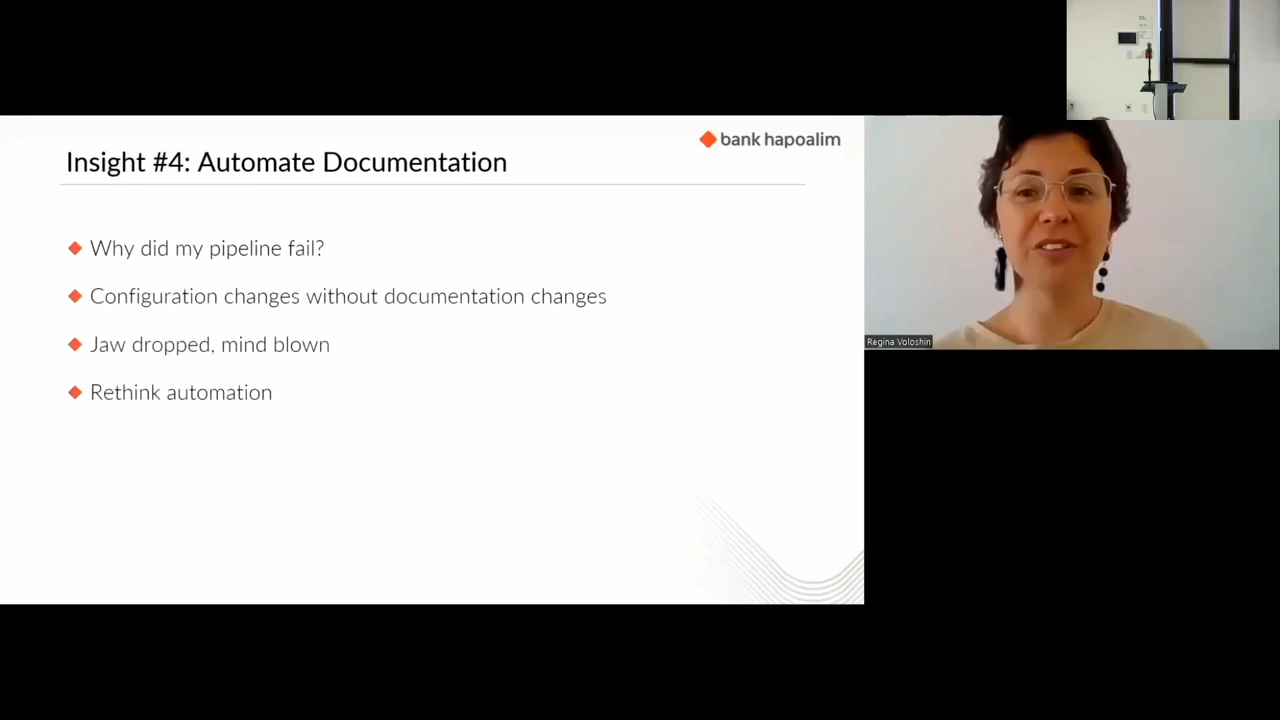 bank hapoalim
Insight #4: Automate Documentation
Why did my pipeline fail?
Configuration changes without documentation changes
Jaw dropped, mind blown
Rethink automation
Regina Voloshin